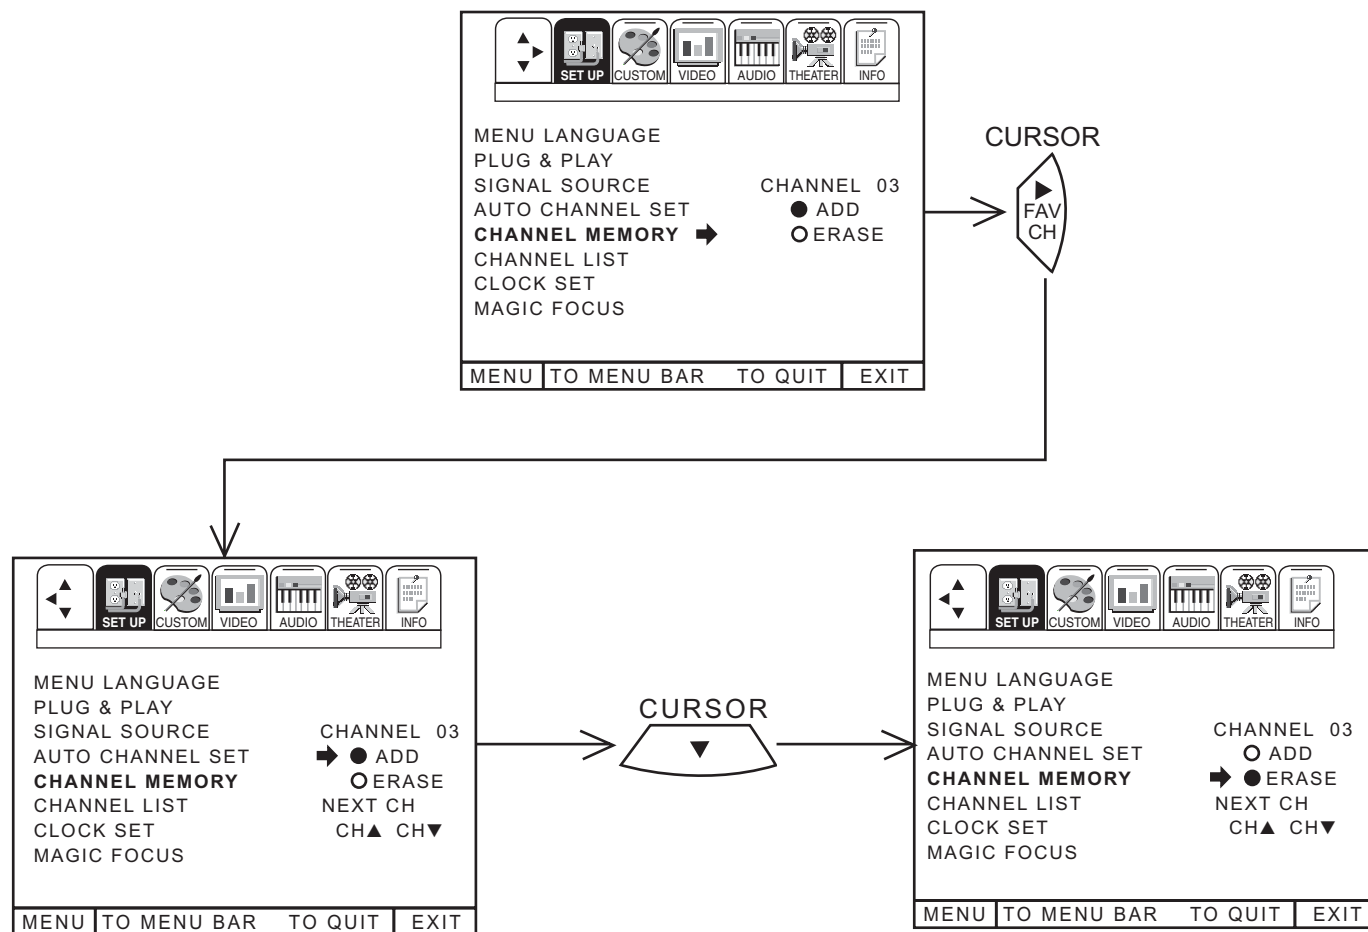 SET UP CUSTOM VIDEO AUDIO THEATER INFO
MENU LANGUAGE
PLUG & PLAY
SIGNAL SOURCE CHANNEL 03
AUTO CHANNEL SET ● ADD
CHANNEL MEMORY ➡ ○ ERASE
CHANNEL LIST
CLOCK SET
MAGIC FOCUS
MENU TO MENU BAR TO QUIT EXIT
CURSOR
▶
FAV
CH
SET UP CUSTOM VIDEO AUDIO THEATER INFO
MENU LANGUAGE
PLUG & PLAY
SIGNAL SOURCE CHANNEL 03
AUTO CHANNEL SET ➡ ● ADD
CHANNEL MEMORY ○ ERASE
CHANNEL LIST NEXT CH
CLOCK SET CH▲ CH▼
MAGIC FOCUS
MENU TO MENU BAR TO QUIT EXIT
CURSOR
▼
SET UP CUSTOM VIDEO AUDIO THEATER INFO
MENU LANGUAGE
PLUG & PLAY
SIGNAL SOURCE CHANNEL 03
AUTO CHANNEL SET ○ ADD
CHANNEL MEMORY ➡ ● ERASE
CHANNEL LIST NEXT CH
CLOCK SET CH▲ CH▼
MAGIC FOCUS
MENU TO MENU BAR TO QUIT EXIT